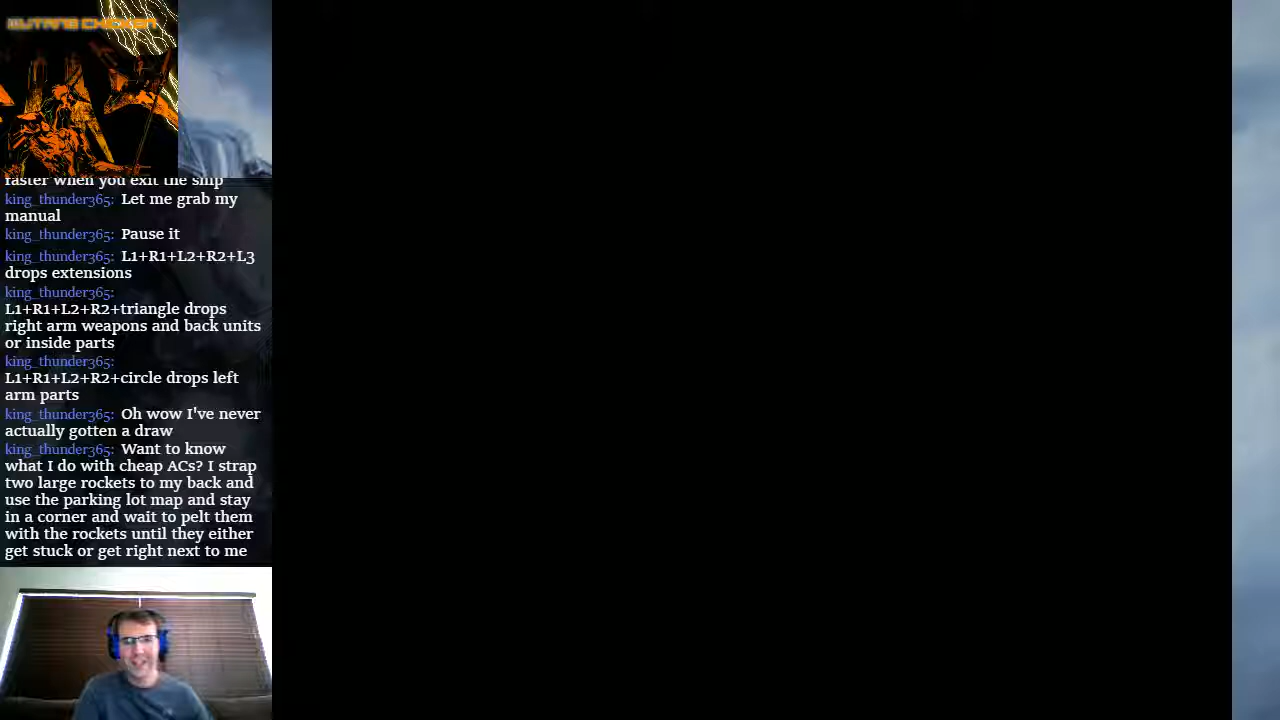 MUTANT CHICKEN
faster when you exit the ship
king_thunder365: Let me grab my
manual
king_thunder365: Pause it
king_thunder365: L1+R1+L2+R2+L3
drops extensions
king_thunder365:
L1+R1+L2+R2+triangle drops
right arm weapons and back units
or inside parts
king_thunder365:
L1+R1+L2+R2+circle drops left
arm parts
king_thunder365: Oh wow I've never
actually gotten a draw
king_thunder365: Want to know
what I do with cheap ACs? I strap
two large rockets to my back and
use the parking lot map and stay
in a corner and wait to pelt them
with the rockets until they either
get stuck or get right next to me